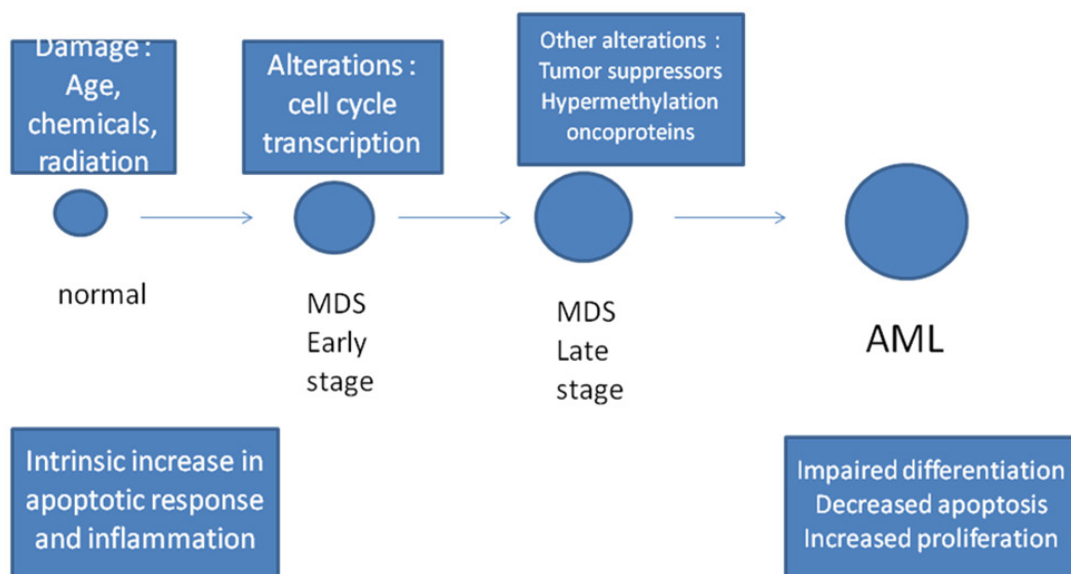 Damage :
Age,
chemicals,
radiation
Alterations :
cell cycle
transcription
Other alterations :
Tumor suppressors
Hypermethylation
oncoproteins
normal
MDS
Early
stage
MDS
Late
stage
AML
Intrinsic increase in
apoptotic response
and inflammation
Impaired differentiation
Decreased apoptosis
Increased proliferation